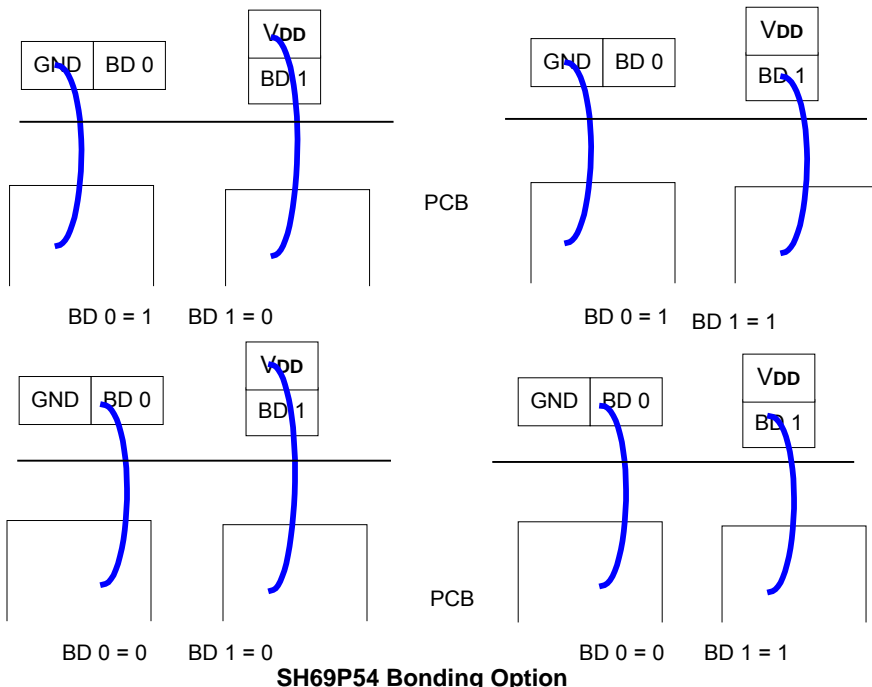 VDD
GND BD 0
BD 1
VDD
GND BD 0
BD 1
PCB
BD 0 = 1 BD 1 = 0
BD 0 = 1 BD 1 = 1
VDD
GND BD 0
BD 1
VDD
GND BD 0
BD 1
PCB
BD 0 = 0 BD 1 = 0
BD 0 = 0 BD 1 = 1
SH69P54 Bonding Option